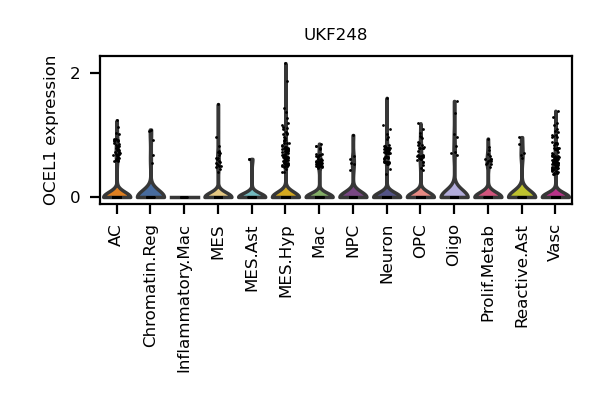 UKF248
OCEL1 expression
2
0
AC
Chromatin.Reg
Inflammatory.Mac
MES
MES.Ast
MES.Hyp
Mac
NPC
Neuron
OPC
Oligo
Prolif.Metab
Reactive.Ast
Vasc